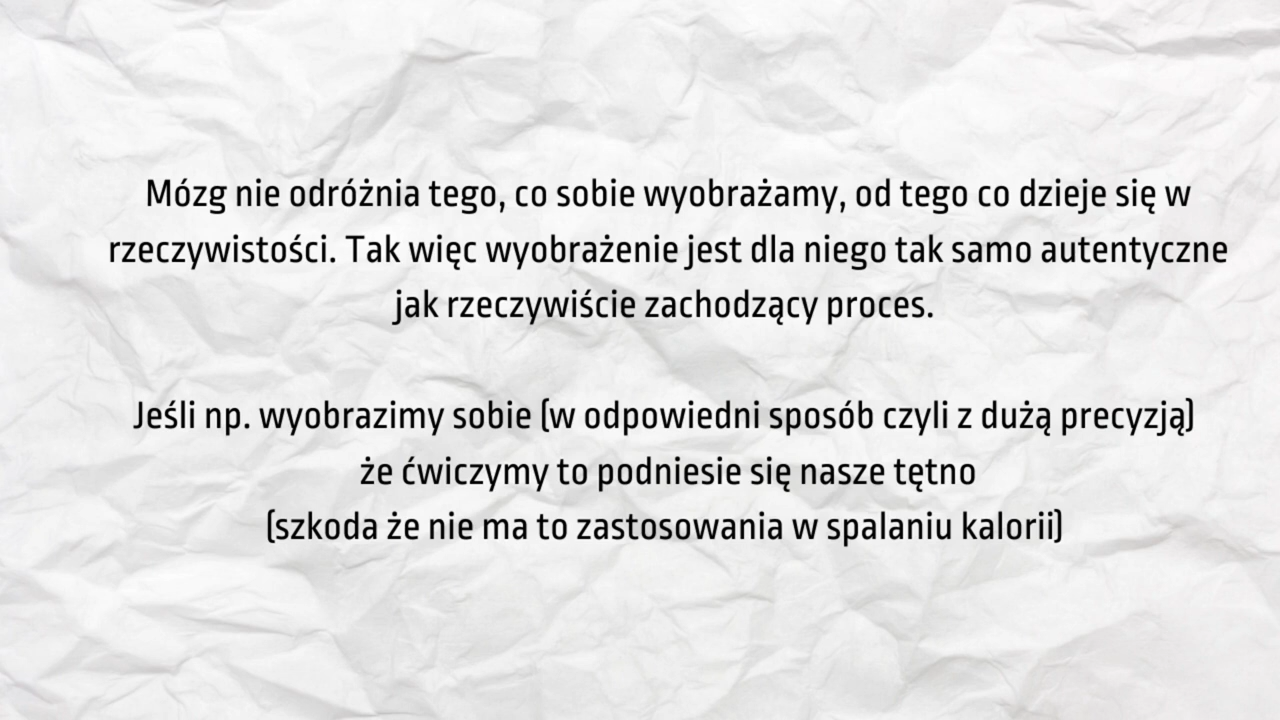 Mózg nie odróżnia tego, co sobie wyobrażamy, od tego co dzieje się w
rzeczywistości. Tak więc wyobrażenie jest dla niego tak samo autentyczne
jak rzeczywiście zachodzący proces.
Jeśli np. wyobrazimy sobie (w odpowiedni sposób czyli z dużą precyzją)
że ćwiczymy to podniesie się nasze tętno
(szkoda że nie ma to zastosowania w spalaniu kalorii)